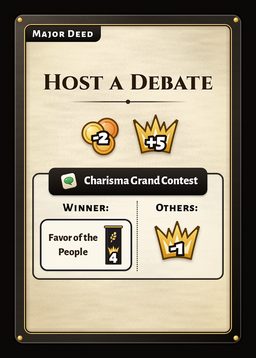 Major Deed
Host a Debate
-2
+5
Charisma Grand Contest
Winner:
Others:
Favor of the
People
4
-1